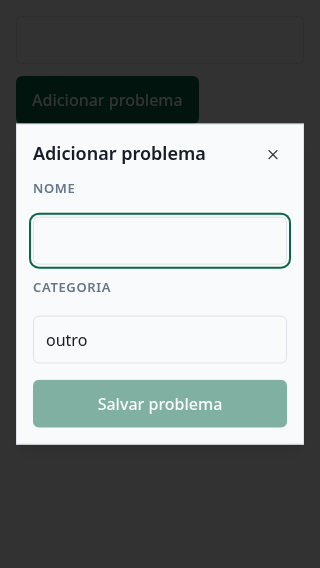 Adicionar problema
Adicionar problema ×
NOME
CATEGORIA
outro
Salvar problema